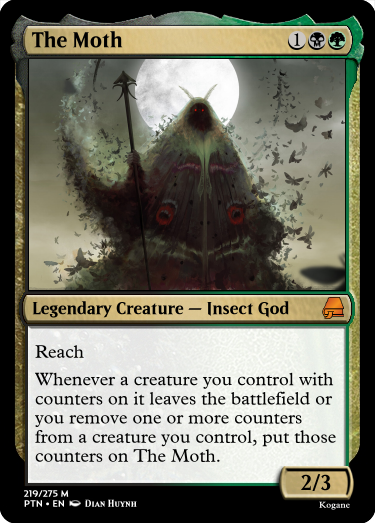 The Moth 1
Legendary Creature — Insect God
Reach
Whenever a creature you control with
counters on it leaves the battlefield or
you remove one or more counters
from a creature you control, put those
counters on The Moth.
2/3
219/275 M
PTN • EN Dian Huynh
Kogane